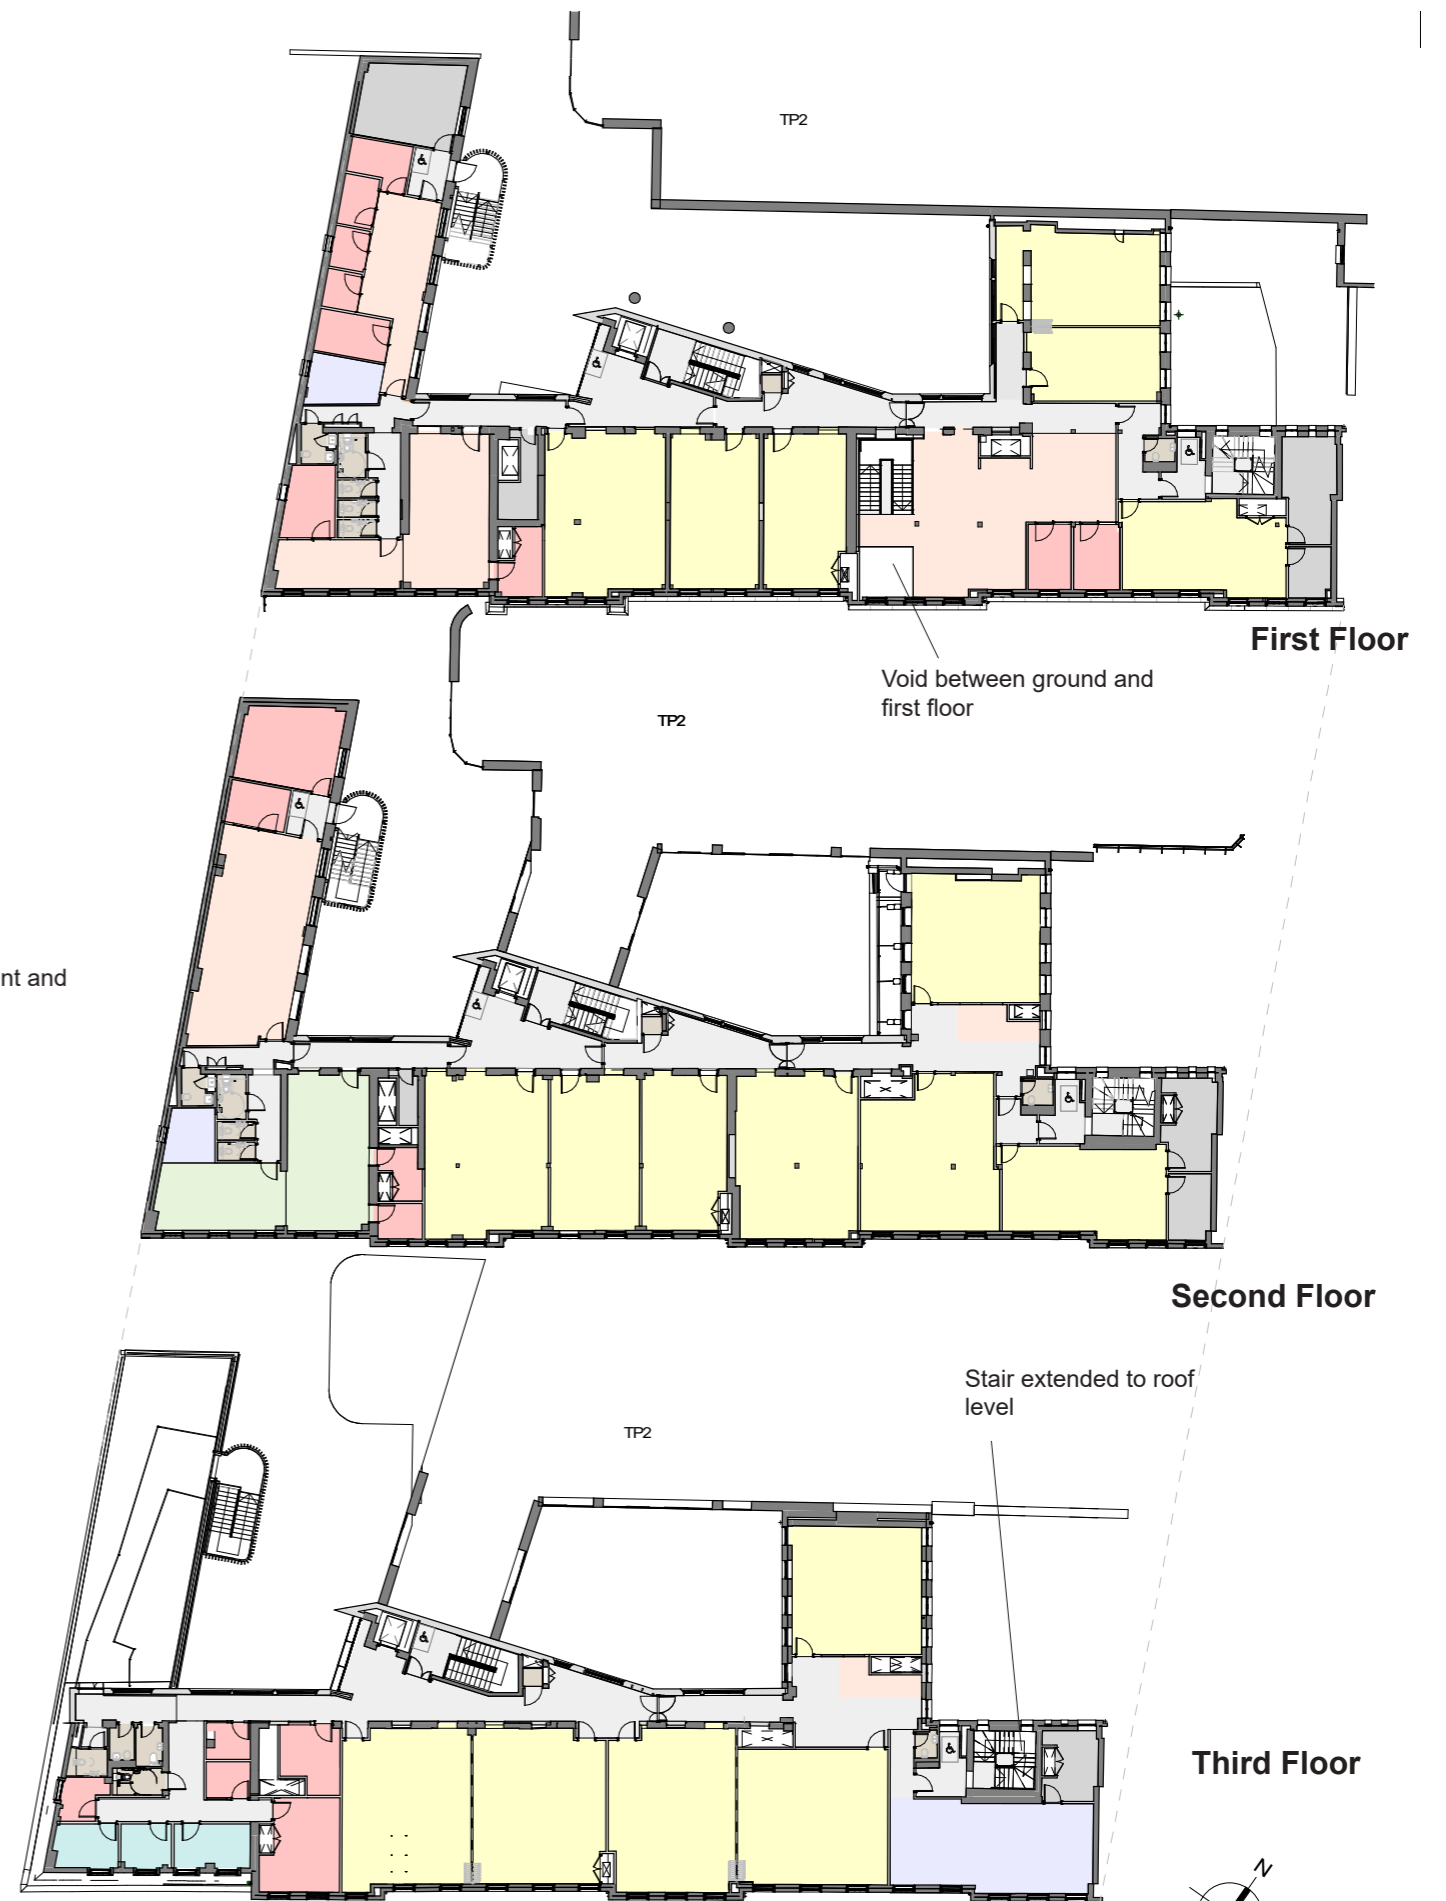 TP2
First Floor
Void between ground and
first floor
TP2
nt and
Second Floor
Stair extended to roof
level
TP2
Third Floor
N